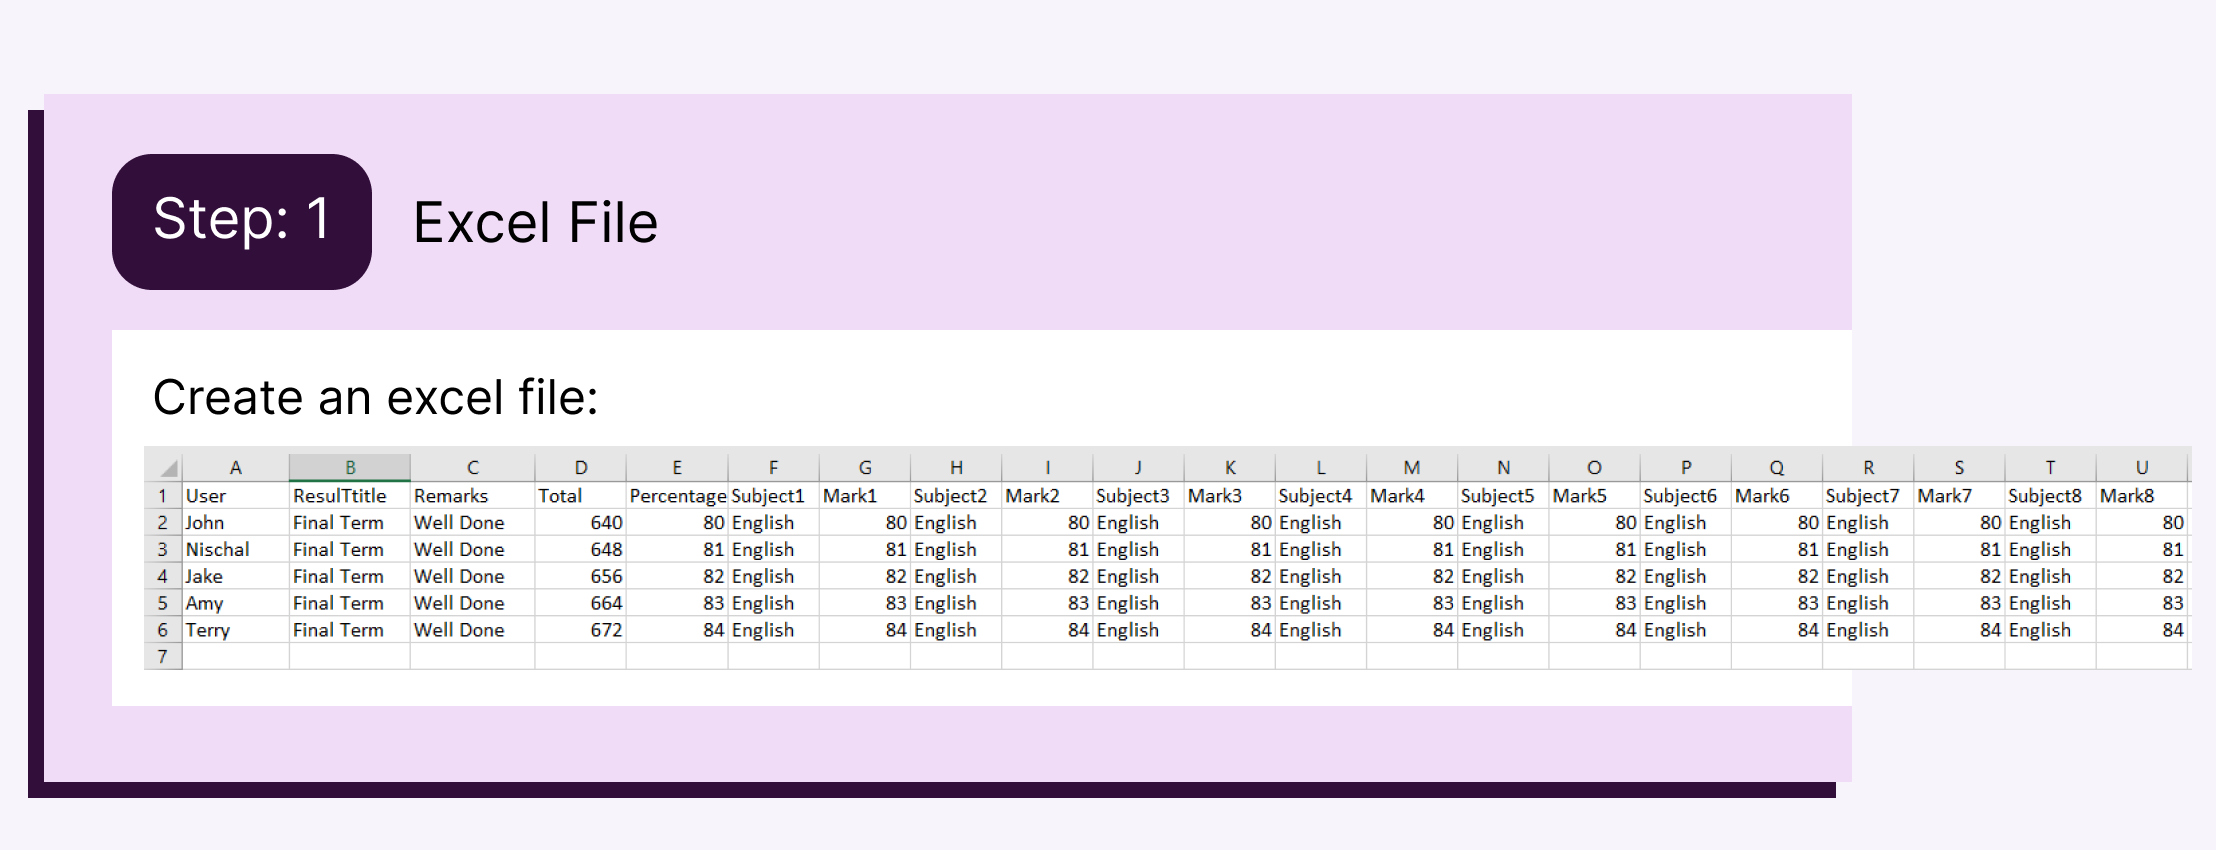 Step: 1 Excel File
Create an excel file:
A B C D E F G H I J K L M N O P Q R S T U
1 User ResulTtitle Remarks Total Percentage Subject1 Mark1 Subject2 Mark2 Subject3 Mark3 Subject4 Mark4 Subject5 Mark5 Subject6 Mark6 Subject7 Mark7 Subject8 Mark8
2 John Final Term Well Done 640 80 English 80 English 80 English 80 English 80 English 80 English 80 English 80 English 80
3 Nischal Final Term Well Done 648 81 English 81 English 81 English 81 English 81 English 81 English 81 English 81 English 81
4 Jake Final Term Well Done 656 82 English 82 English 82 English 82 English 82 English 82 English 82 English 82 English 82
5 Amy Final Term Well Done 664 83 English 83 English 83 English 83 English 83 English 83 English 83 English 83 English 83
6 Terry Final Term Well Done 672 84 English 84 English 84 English 84 English 84 English 84 English 84 English 84 English 84
7